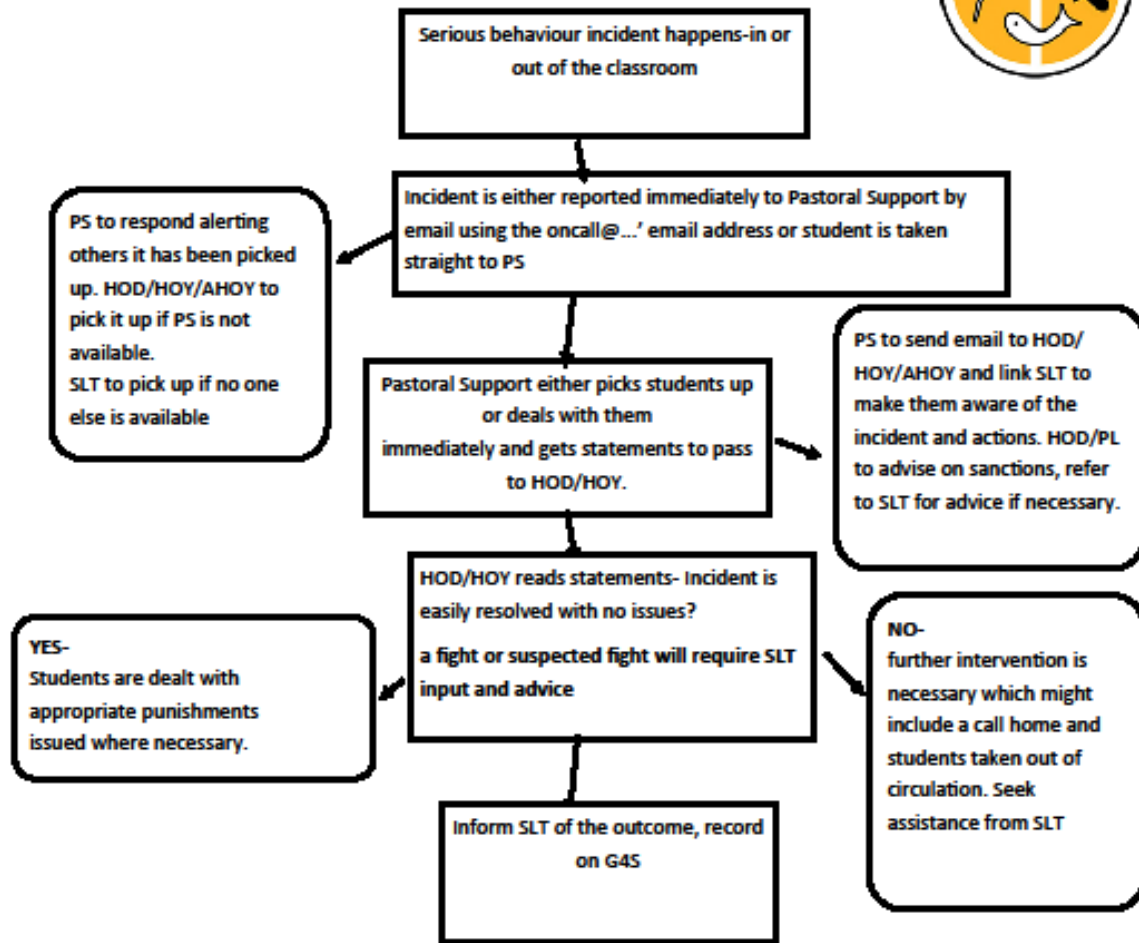 Serious behaviour incident happens-in or
out of the classroom
Incident is either reported immediately to Pastoral Support by
email using the oncall@...' email address or student is taken
straight to PS
PS to respond alerting
others it has been picked
up. HOD/HOY/AHOY to
pick it up if PS is not
available.
SLT to pick up if no one
else is available
Pastoral Support either picks students up
or deals with them
immediately and gets statements to pass
to HOD/HOY.
PS to send email to HOD/
HOY/AHOY and link SLT to
make them aware of the
incident and actions. HOD/PL
to advise on sanctions, refer
to SLT for advice if necessary.
HOD/HOY reads statements- Incident is
easily resolved with no issues?
a fight or suspected fight will require SLT
input and advice
YES-
Students are dealt with
appropriate punishments
issued where necessary.
NO-
further intervention is
necessary which might
include a call home and
students taken out of
circulation. Seek
assistance from SLT
Inform SLT of the outcome, record
on G4S